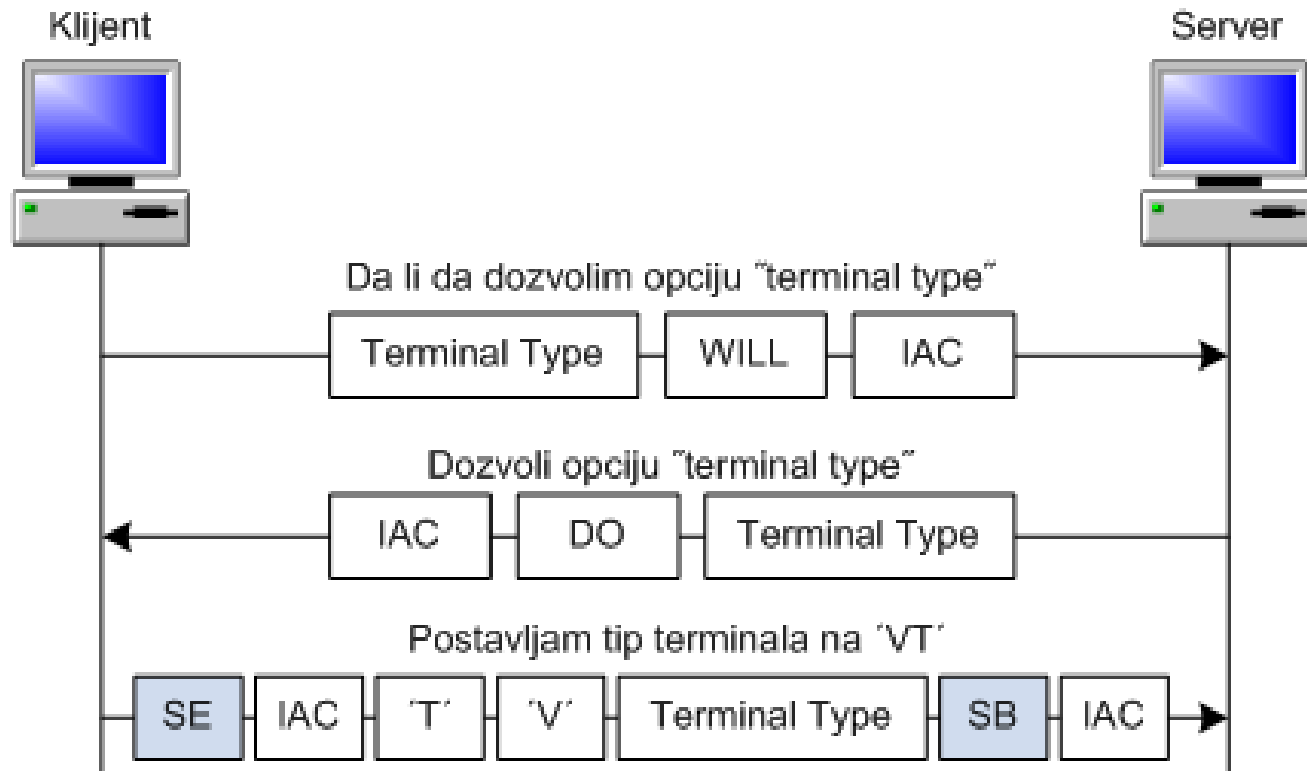 Klijent
Server
Da li da dozvolim opciju ˝terminal type˝
Terminal Type WILL IAC
Dozvoli opciju ˝terminal type˝
IAC DO Terminal Type
Postavljam tip terminala na ´VT´
SE IAC ´T´ ´V´ Terminal Type SB IAC